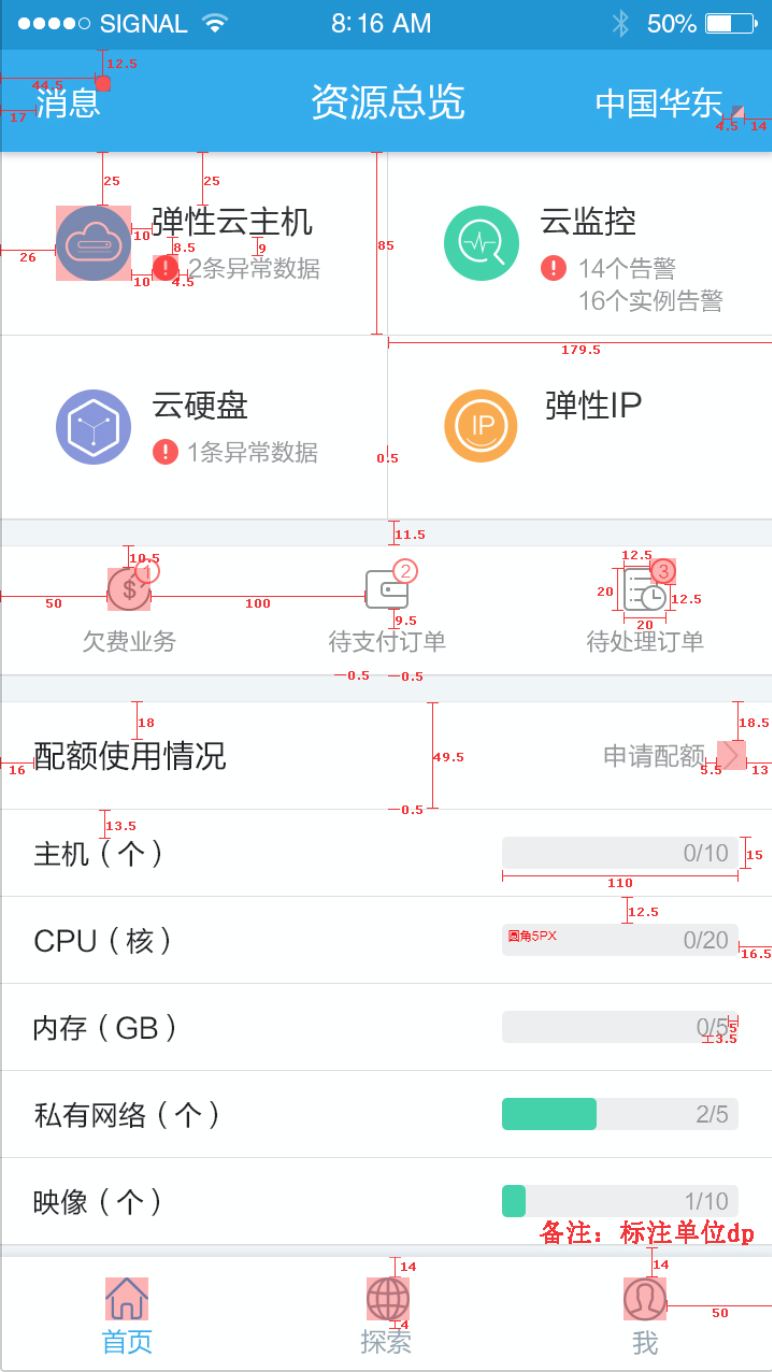 SIGNAL 8:16 AM 50%
12.5
44.5
消息 资源总览 中国华东
17 4.5 14
25 25
弹性云主机 云监控
10 8.5 9 85
26 2条异常数据 14个告警
10 4.5
16个实例告警
179.5
云硬盘 弹性IP
IP
1条异常数据
0.5
11.5
10.5 12.5
1 2 3
$ 20 12.5
50 100
9.5 20
欠费业务 待支付订单 待处理订单
0.5 0.5
18 18.5
配额使用情况 49.5 申请配额
16 5.5 13
0.5
13.5
主机（个） 0/10 15
110
12.5
CPU（核） 圆角5PX 0/20
16.5
内存（GB） 0/5 5
3.5
私有网络（个） 2/5
映像（个） 1/10
备注：标注单位dp
14 14
50
4
首页 探索 我